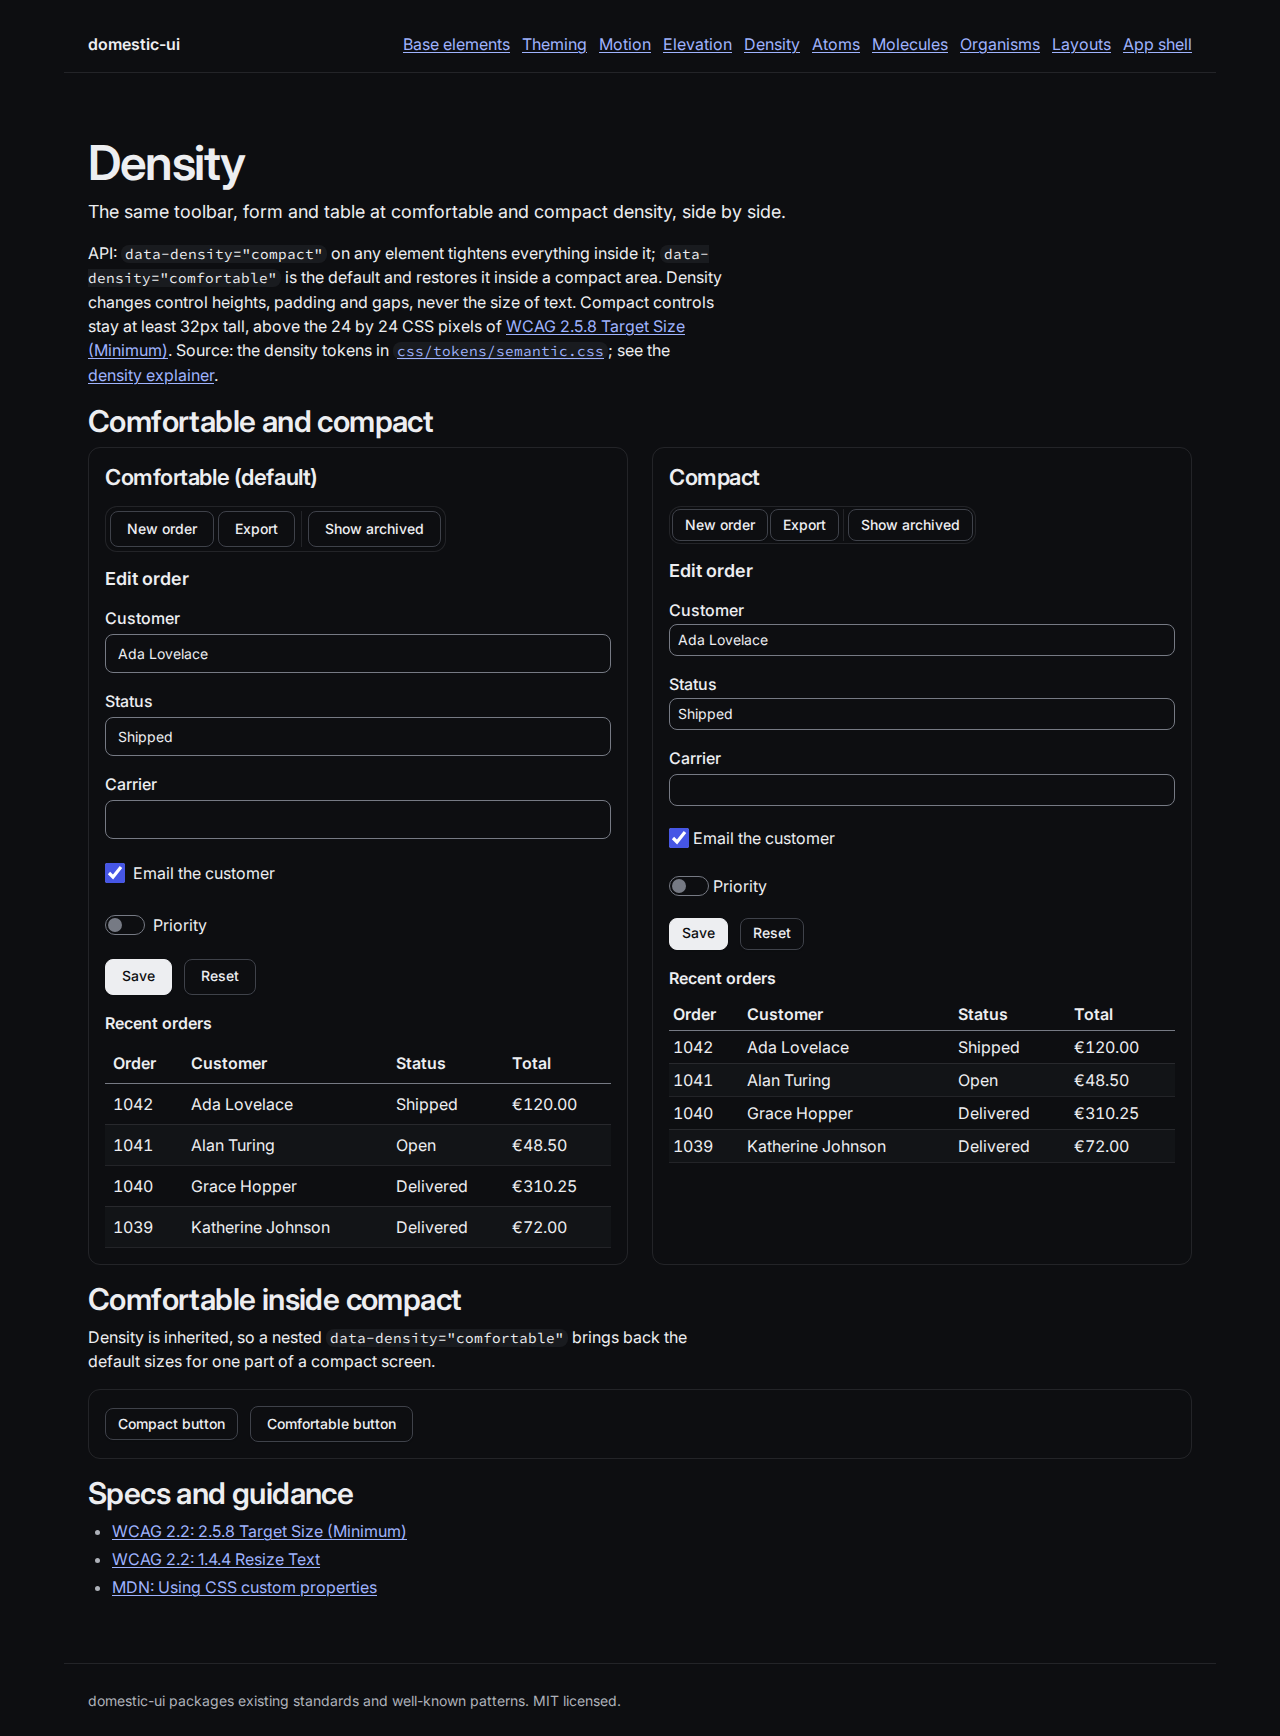 domestic-ui
Base elements Theming Motion Elevation Density Atoms Molecules Organisms Layouts App shell
Density
The same toolbar, form and table at comfortable and compact density, side by side.
API: data-density="compact" on any element tightens everything inside it; data-
density="comfortable" is the default and restores it inside a compact area. Density
changes control heights, padding and gaps, never the size of text. Compact controls
stay at least 32px tall, above the 24 by 24 CSS pixels of WCAG 2.5.8 Target Size
(Minimum). Source: the density tokens in css/tokens/semantic.css; see the
density explainer.
Comfortable and compact
Comfortable (default)
New order Export Show archived
Edit order
Customer
Ada Lovelace
Status
Shipped
Carrier
Email the customer
Priority
Save Reset
Recent orders
Order Customer Status Total
1042 Ada Lovelace Shipped €120.00
1041 Alan Turing Open €48.50
1040 Grace Hopper Delivered €310.25
1039 Katherine Johnson Delivered €72.00
Compact
New order Export Show archived
Edit order
Customer
Ada Lovelace
Status
Shipped
Carrier
Email the customer
Priority
Save Reset
Recent orders
Order Customer Status Total
1042 Ada Lovelace Shipped €120.00
1041 Alan Turing Open €48.50
1040 Grace Hopper Delivered €310.25
1039 Katherine Johnson Delivered €72.00
Comfortable inside compact
Density is inherited, so a nested data-density="comfortable" brings back the
default sizes for one part of a compact screen.
Compact button Comfortable button
Specs and guidance
WCAG 2.2: 2.5.8 Target Size (Minimum)
WCAG 2.2: 1.4.4 Resize Text
MDN: Using CSS custom properties
domestic-ui packages existing standards and well-known patterns. MIT licensed.